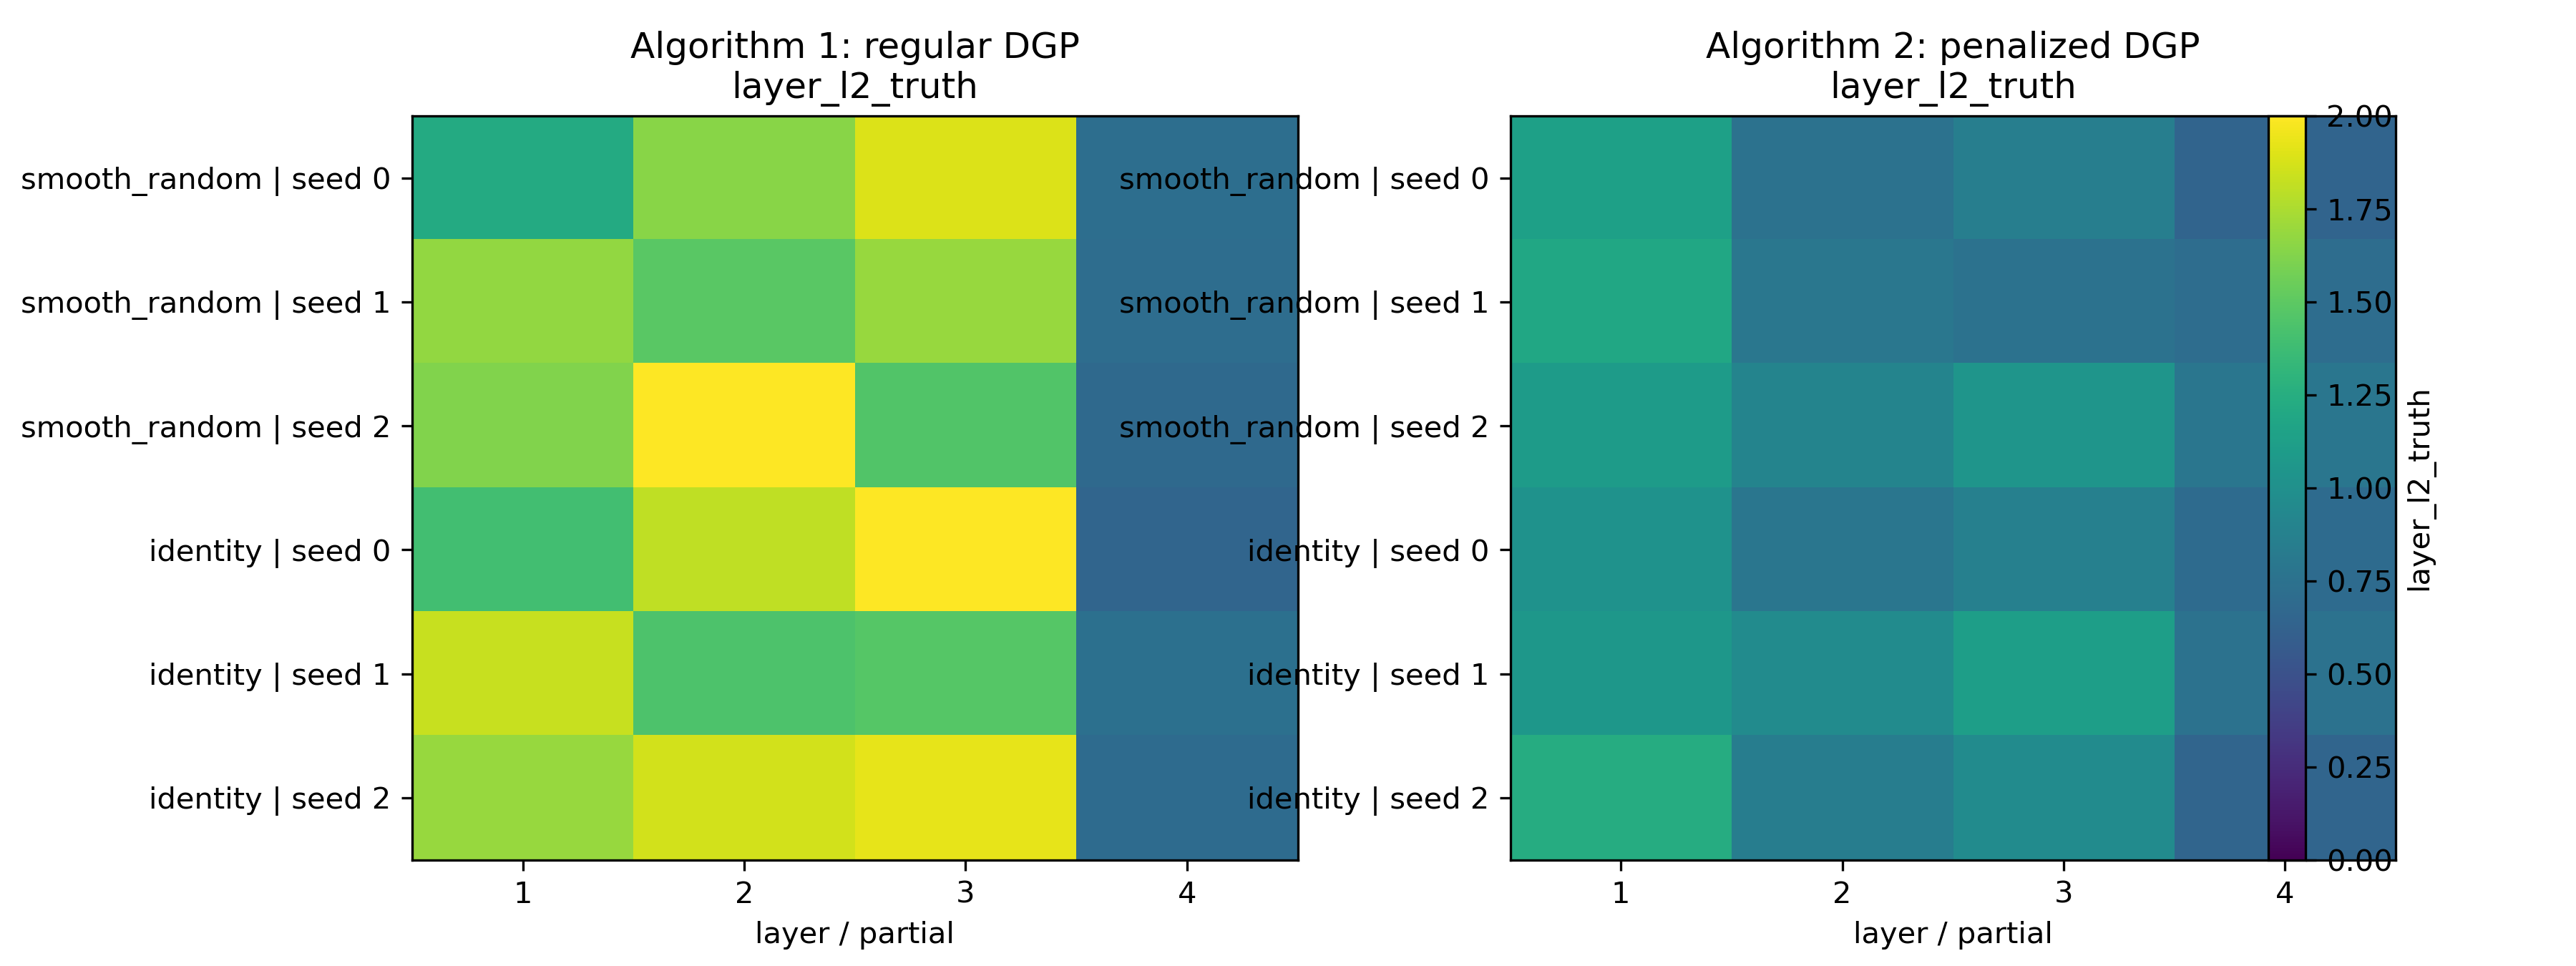 Algorithm 1: regular DGP
layer_l2_truth
smooth_random | seed 0
smooth_random | seed 1
smooth_random | seed 2
identity | seed 0
identity | seed 1
identity | seed 2
1 2 3 4
layer / partial
Algorithm 2: penalized DGP
layer_l2_truth
smooth_random | seed 0
smooth_random | seed 1
smooth_random | seed 2
identity | seed 0
identity | seed 1
identity | seed 2
1 2 3 4
layer / partial
2.00
1.75
1.50
1.25
1.00
0.75
0.50
0.25
0.00
layer_l2_truth